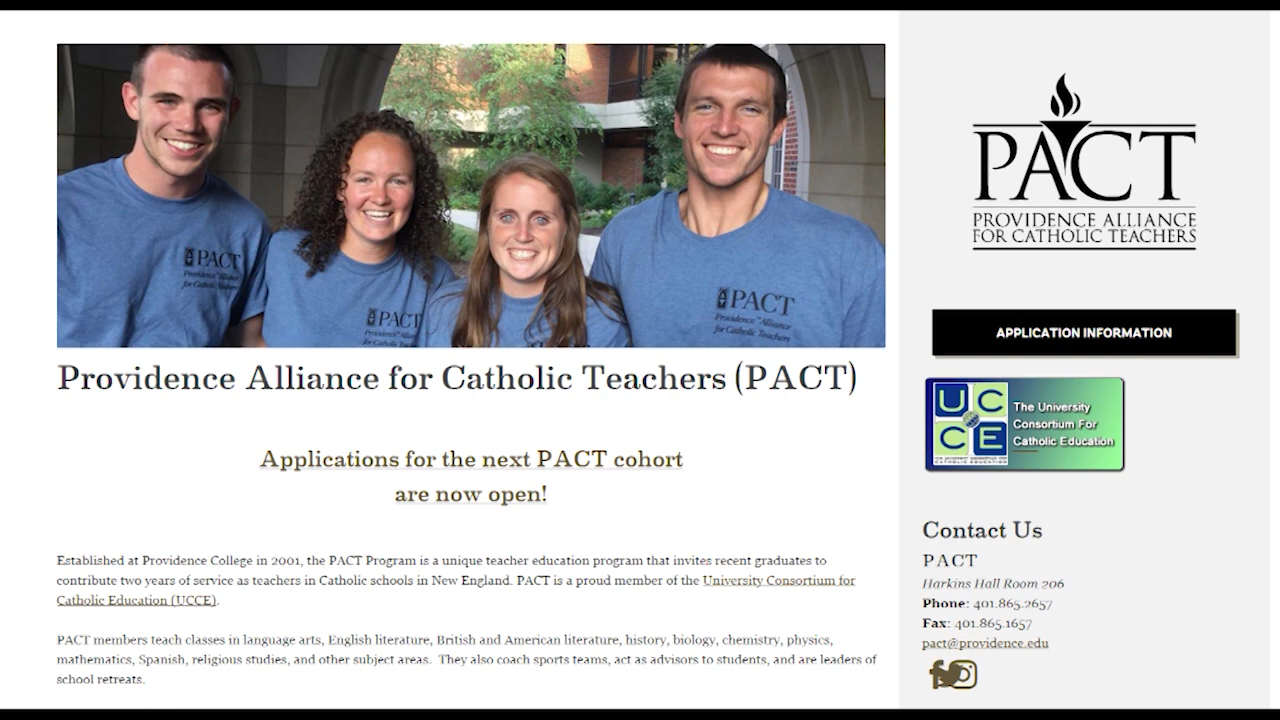 PACT
Providence Alliance
for Catholic Teachers
PACT
Providence Alliance
for Catholic Teachers
PACT
Providence Alliance
for Catholic Teachers
Providence Alliance for Catholic Teachers (PACT)
Applications for the next PACT cohort
are now open!
Established at Providence College in 2001, the PACT Program is a unique teacher education program that invites recent graduates to
contribute two years of service as teachers in Catholic schools in New England. PACT is a proud member of the University Consortium for
Catholic Education (UCCE).
PACT members teach classes in language arts, English literature, British and American literature, history, biology, chemistry, physics,
mathematics, Spanish, religious studies, and other subject areas. They also coach sports teams, act as advisors to students, and are leaders of
school retreats.
PACT
PROVIDENCE ALLIANCE
FOR CATHOLIC TEACHERS
APPLICATION INFORMATION
UC
CE
The University
Consortium For
Catholic Education
Contact Us
PACT
Harkins Hall Room 206
Phone: 401.865.2657
Fax: 401.865.1657
pact@providence.edu